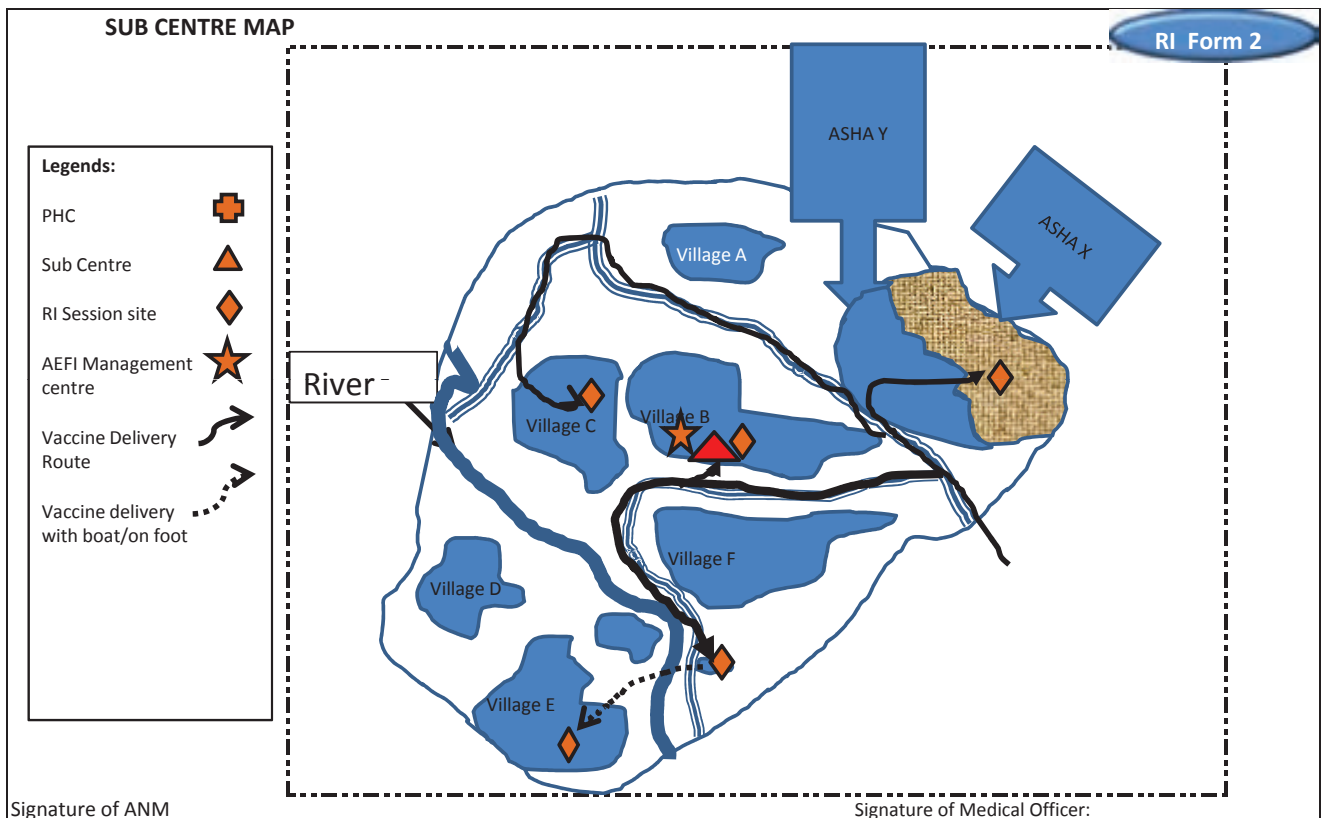 SUB CENTRE MAP
RI Form 2
Legends:
PHC
Sub Centre
RI Session site
AEFI Management
centre
Vaccine Delivery
Route
Vaccine delivery
with boat/on foot
ASHA Y
ASHA X
Village A
River
Village B
Village C
Village F
Village D
Village E
Signature of ANM
Signature of Medical Officer: